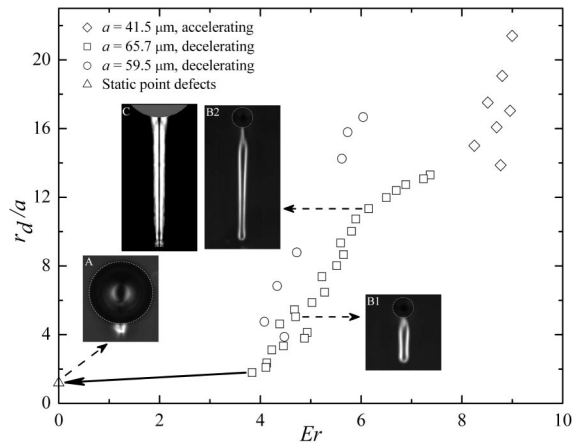 a = 41.5 μm, accelerating
a = 65.7 μm, decelerating
a = 59.5 μm, decelerating
Static point defects
C
B2
A
B1
r_d/a
20
16
12
8
4
0
0
2
4
6
8
10
Er